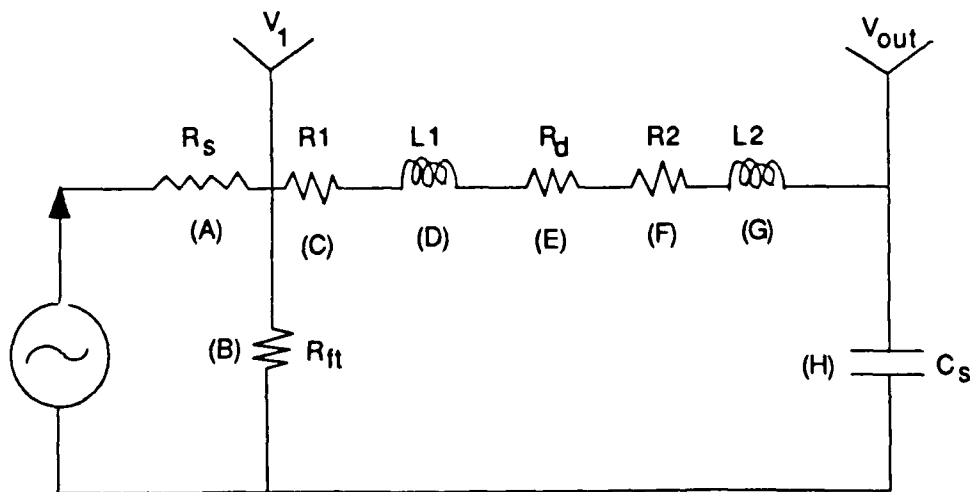 V1
Vout
Rs
R1
L1
Rd
R2
L2
(A)
(C)
(D)
(E)
(F)
(G)
(B)
Rft
(H)
Cs